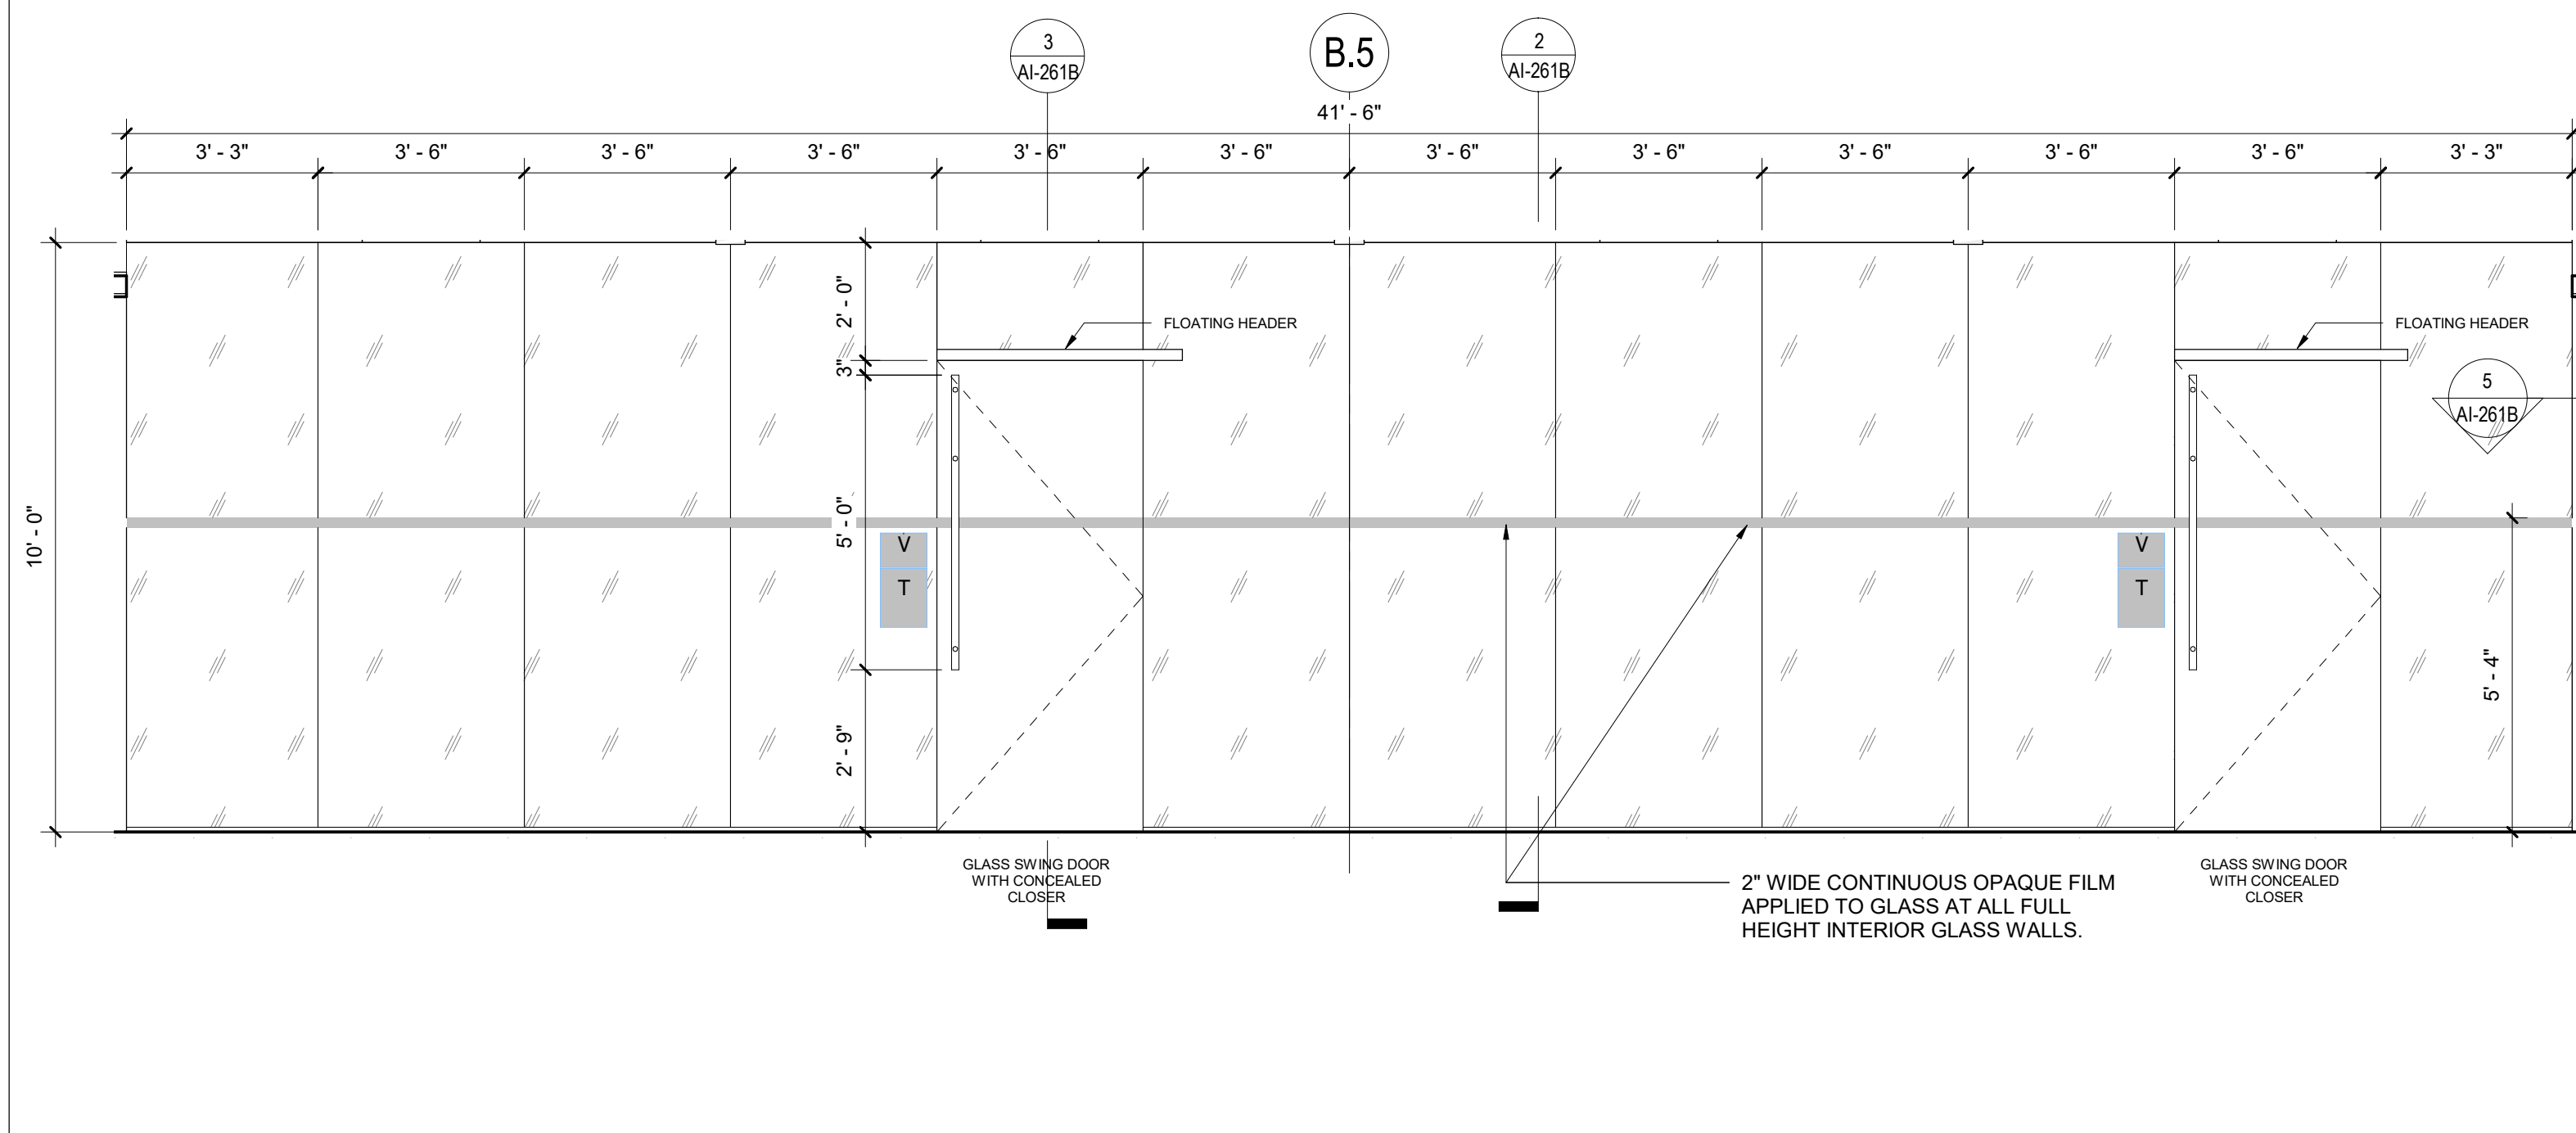 3
AI-261B
B.5
2
AI-261B
41' - 6"
3' - 3"
3' - 6"
3' - 6"
3' - 6"
3' - 6"
3' - 6"
3' - 6"
3' - 6"
3' - 6"
3' - 6"
3' - 6"
3' - 3"
10' - 0"
2' - 0"
3"
5' - 0"
2' - 9"
FLOATING HEADER
FLOATING HEADER
5
AI-261B
V
T
V
T
5' - 4"
GLASS SWING DOOR
WITH CONCEALED
CLOSER
2" WIDE CONTINUOUS OPAQUE FILM
APPLIED TO GLASS AT ALL FULL
HEIGHT INTERIOR GLASS WALLS.
GLASS SWING DOOR
WITH CONCEALED
CLOSER